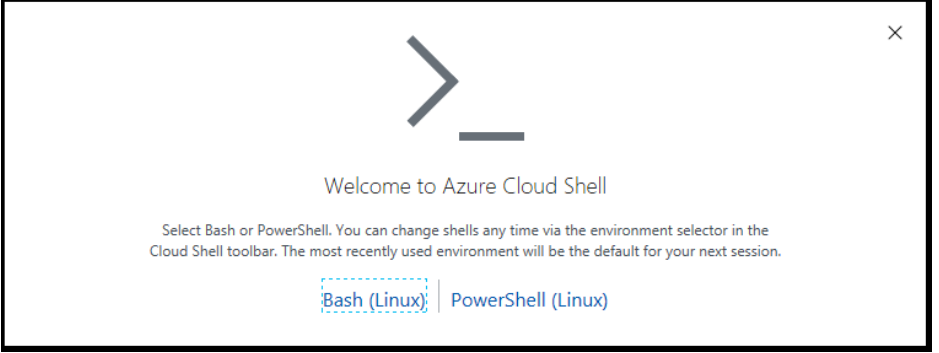 Welcome to Azure Cloud Shell
Select Bash or PowerShell. You can change shells any time via the environment selector in the
Cloud Shell toolbar. The most recently used environment will be the default for your next session.
Bash (Linux) PowerShell (Linux)